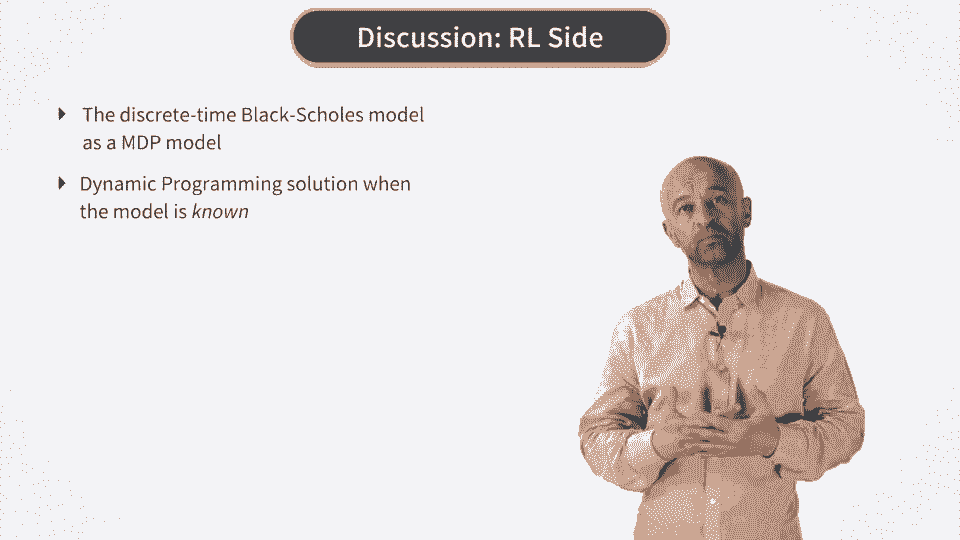 Discussion: RL Side
The discrete-time Black-Scholes model
as a MDP model
Dynamic Programming solution when
the model is known